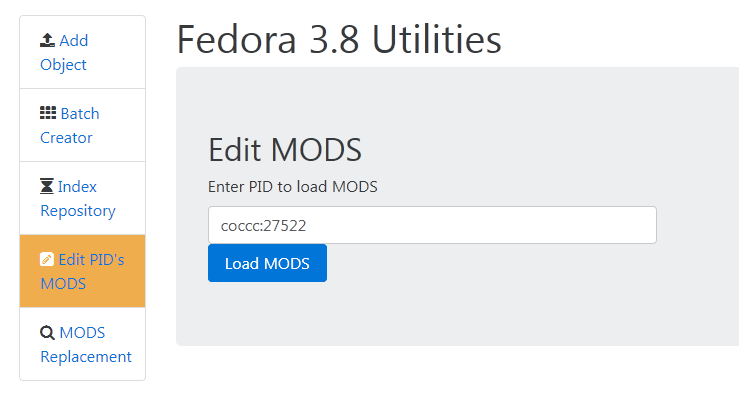 Add
Object
Batch
Creator
Index
Repository
Edit PID's
MODS
MODS
Replacement
Fedora 3.8 Utilities
Edit MODS
Enter PID to load MODS
coccc:27522
Load MODS